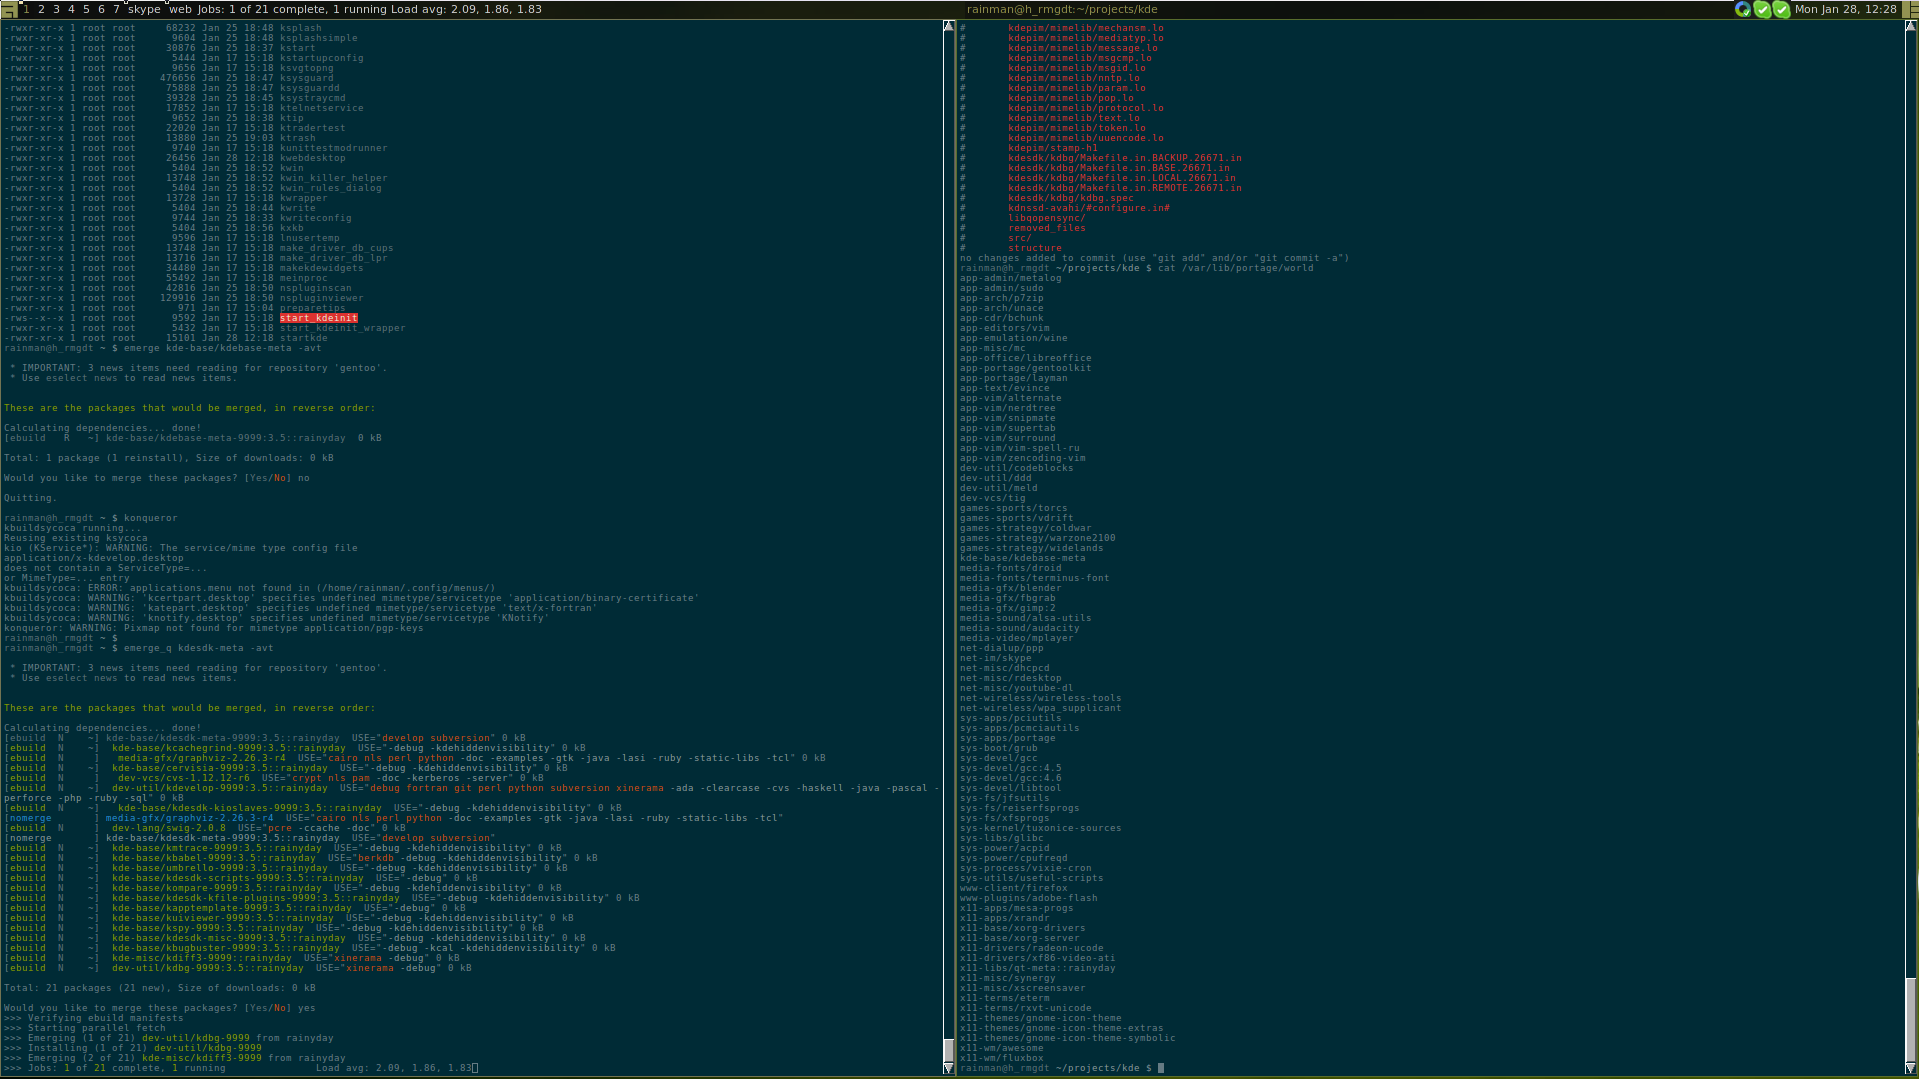 1 2 3 4 5 6 7 skype web Jobs: 1 of 21 complete, 1 running Load avg: 2.09, 1.86, 1.83
rainman@h_rmgdt:~/projects/kde
Mon Jan 28, 12:28
-rwxr-xr-x 1 root root 68232 Jan 25 18:48 ksplash
-rwxr-xr-x 1 root root 9604 Jan 25 18:48 ksplashsimple
-rwxr-xr-x 1 root root 30876 Jan 25 18:37 kstart
-rwxr-xr-x 1 root root 5444 Jan 17 15:18 kstartupconfig
-rwxr-xr-x 1 root root 9656 Jan 17 15:18 ksvgtopng
-rwxr-xr-x 1 root root 476656 Jan 25 18:47 ksysguard
-rwxr-xr-x 1 root root 75888 Jan 25 18:47 ksysguardd
-rwxr-xr-x 1 root root 39328 Jan 25 18:45 ksystraycmd
-rwxr-xr-x 1 root root 17852 Jan 17 15:18 ktelnetservice
-rwxr-xr-x 1 root root 9652 Jan 25 18:38 ktip
-rwxr-xr-x 1 root root 22020 Jan 17 15:18 ktradertest
-rwxr-xr-x 1 root root 13880 Jan 25 19:03 ktrash
-rwxr-xr-x 1 root root 9740 Jan 17 15:18 kunittestmodrunner
-rwxr-xr-x 1 root root 26456 Jan 28 12:18 kwebdesktop
-rwxr-xr-x 1 root root 5404 Jan 25 18:52 kwin
-rwxr-xr-x 1 root root 13748 Jan 25 18:52 kwin_killer_helper
-rwxr-xr-x 1 root root 5404 Jan 25 18:52 kwin_rules_dialog
-rwxr-xr-x 1 root root 13728 Jan 17 15:18 kwrapper
-rwxr-xr-x 1 root root 5404 Jan 25 18:44 kwrite
-rwxr-xr-x 1 root root 9744 Jan 25 18:33 kwriteconfig
-rwxr-xr-x 1 root root 5404 Jan 25 18:56 kxkb
-rwxr-xr-x 1 root root 9596 Jan 17 15:18 lnusertemp
-rwxr-xr-x 1 root root 13748 Jan 25 18:52 make_driver_db_cups
-rwxr-xr-x 1 root root 13716 Jan 25 18:52 make_driver_db_lpr
-rwxr-xr-x 1 root root 34480 Jan 17 15:18 makekdewidgets
-rwxr-xr-x 1 root root 55492 Jan 17 15:18 meinproc
-rwxr-xr-x 1 root root 42816 Jan 25 18:50 nspluginscan
-rwxr-xr-x 1 root root 129916 Jan 25 18:50 nspluginviewer
-rwxr-xr-x 1 root root 971 Jan 17 15:04 preparetips
-rws--x--x 1 root root 9592 Jan 17 15:18 start_kdeinit
-rwxr-xr-x 1 root root 5432 Jan 17 15:18 start_kdeinit_wrapper
-rwxr-xr-x 1 root root 15101 Jan 28 12:18 startkde
rainman@h_rmgdt ~ $ emerge kde-base/kdebase-meta -avt
* IMPORTANT: 3 news items need reading for repository 'gentoo'.
* Use eselect news to read news items.
These are the packages that would be merged, in reverse order:
Calculating dependencies... done!
[ebuild R ~] kde-base/kdebase-meta-9999:3.5::rainyday 0 kB
Total: 1 package (1 reinstall), Size of downloads: 0 kB
Would you like to merge these packages? [Yes/No] no
Quitting.
rainman@h_rmgdt ~ $ konqueror
kbuildsycoca running...
Reusing existing ksycoca
kio (KService*): WARNING: The service/mime type config file
application/x-kdevelop.desktop
does not contain a ServiceType=...
or MimeType=... entry
kbuildsycoca: ERROR: applications.menu not found in (/home/rainman/.config/menus/)
kbuildsycoca: WARNING: 'kcertpart.desktop' specifies undefined mimetype/servicetype 'application/binary-certificate'
kbuildsycoca: WARNING: 'katepart.desktop' specifies undefined mimetype/servicetype 'text/x-fortran'
kbuildsycoca: WARNING: 'knotify.desktop' specifies undefined mimetype/servicetype 'KNotify'
konqueror: WARNING: Pixmap not found for mimetype application/pgp-keys
rainman@h_rmgdt ~ $
rainman@h_rmgdt ~ $ emerge_q kdesdk-meta -avt
* IMPORTANT: 3 news items need reading for repository 'gentoo'.
* Use eselect news to read news items.
These are the packages that would be merged, in reverse order:
Calculating dependencies... done!
[ebuild N ~] kde-base/kdesdk-meta-9999:3.5::rainyday USE="develop subversion" 0 kB
[ebuild N ~] kde-base/kcachegrind-9999:3.5::rainyday USE="-debug -kdehiddenvisibility" 0 kB
[ebuild N ] media-gfx/graphviz-2.26.3-r4 USE="cairo nls perl python -doc -examples -gtk -java -lasi -ruby -static-libs -tcl" 0 kB
[ebuild N ~] kde-base/cervisia-9999:3.5::rainyday USE="-debug -kdehiddenvisibility" 0 kB
[ebuild N ~] dev-vcs/cvs-1.12.12-r6 USE="crypt nls pam -doc -kerberos -server" 0 kB
[ebuild N ~] dev-util/kdevelop-9999:3.5::rainyday USE="debug fortran git perl python subversion xinerama -ada -clearcase -cvs -haskell -java -pascal -
perforce -php -ruby -sql" 0 kB
[ebuild N ~] kde-base/kdesdk-kioslaves-9999:3.5::rainyday USE="-debug -kdehiddenvisibility" 0 kB
[nomerge ] media-gfx/graphviz-2.26.3-r4 USE="cairo nls perl python -doc -examples -gtk -java -lasi -ruby -static-libs -tcl"
[ebuild N ] dev-lang/swig-2.0.8 USE="pcre -ccache -doc" 0 kB
[nomerge ] kde-base/kdesdk-meta-9999:3.5::rainyday USE="develop subversion"
[ebuild N ~] kde-base/kmtrace-9999:3.5::rainyday USE="-debug -kdehiddenvisibility" 0 kB
[ebuild N ~] kde-base/kbabel-9999:3.5::rainyday USE="berkdb -debug -kdehiddenvisibility" 0 kB
[ebuild N ~] kde-base/umbrello-9999:3.5::rainyday USE="-debug -kdehiddenvisibility" 0 kB
[ebuild N ~] kde-base/kdesdk-scripts-9999:3.5::rainyday USE="-debug -kdehiddenvisibility" 0 kB
[ebuild N ~] kde-base/kompare-9999:3.5::rainyday USE="-debug -kdehiddenvisibility" 0 kB
[ebuild N ~] kde-base/kdesdk-kfile-plugins-9999:3.5::rainyday USE="-debug -kdehiddenvisibility" 0 kB
[ebuild N ~] kde-base/kapptemplate-9999:3.5::rainyday USE="-debug" 0 kB
[ebuild N ~] kde-base/kuiviewer-9999:3.5::rainyday USE="-debug -kdehiddenvisibility" 0 kB
[ebuild N ~] kde-base/kspy-9999:3.5::rainyday USE="-debug -kdehiddenvisibility" 0 kB
[ebuild N ~] kde-base/kdesdk-misc-9999:3.5::rainyday USE="-debug -kdehiddenvisibility" 0 kB
[ebuild N ~] kde-base/kbugbuster-9999:3.5::rainyday USE="-debug -kcal -kdehiddenvisibility" 0 kB
[ebuild N ~] kde-misc/kdiff3-9999:3.5::rainyday USE="xinerama -debug" 0 kB
[ebuild N ~] dev-util/kdbg-9999:3.5::rainyday USE="xinerama -debug" 0 kB
Total: 21 packages (21 new), Size of downloads: 0 kB
Would you like to merge these packages? [Yes/No] yes
>>> Verifying ebuild manifests
>>> Starting parallel fetch
>>> Emerging (1 of 21) dev-util/kdbg-9999 from rainyday
>>> Installing (1 of 21) dev-util/kdbg-9999
>>> Emerging (2 of 21) kde-misc/kdiff3-9999 from rainyday
>>> Jobs: 1 of 21 complete, 1 running Load avg: 2.09, 1.86, 1.83
# kdepim/mimelib/mechansm.lo
# kdepim/mimelib/mediatyp.lo
# kdepim/mimelib/message.lo
# kdepim/mimelib/msgcmp.lo
# kdepim/mimelib/msgid.lo
# kdepim/mimelib/nntp.lo
# kdepim/mimelib/param.lo
# kdepim/mimelib/pop.lo
# kdepim/mimelib/protocol.lo
# kdepim/mimelib/text.lo
# kdepim/mimelib/token.lo
# kdepim/mimelib/uuencode.lo
# kdepim/stamp-h1
# kdesdk/kdbg/Makefile.in.BACKUP.26671.in
# kdesdk/kdbg/Makefile.in.BASE.26671.in
# kdesdk/kdbg/Makefile.in.LOCAL.26671.in
# kdesdk/kdbg/Makefile.in.REMOTE.26671.in
# kdesdk/kdbg/kdbg.spec
# kdnssd-avahi/#configure.in#
# libqopensync/
# removed_files
# src/
# structure
no changes added to commit (use "git add" and/or "git commit -a")
rainman@h_rmgdt ~/projects/kde $ cat /var/lib/portage/world
app-admin/metalog
app-admin/sudo
app-arch/p7zip
app-arch/unace
app-cdr/bchunk
app-editors/vim
app-emulation/wine
app-misc/mc
app-office/libreoffice
app-portage/gentoolkit
app-portage/layman
app-text/evince
app-vim/alternate
app-vim/nerdtree
app-vim/snipmate
app-vim/supertab
app-vim/surround
app-vim/vim-spell-ru
app-vim/zencoding-vim
dev-util/codeblocks
dev-util/ddd
dev-util/meld
dev-vcs/tig
games-sports/torcs
games-sports/vdrift
games-strategy/coldwar
games-strategy/warzone2100
games-strategy/widelands
kde-base/kdebase-meta
media-fonts/droid
media-fonts/terminus-font
media-gfx/blender
media-gfx/fbgrab
media-gfx/gimp:2
media-sound/alsa-utils
media-sound/audacity
media-video/mplayer
net-dialup/ppp
net-im/skype
net-misc/dhcpcd
net-misc/rdesktop
net-misc/youtube-dl
net-wireless/wireless-tools
net-wireless/wpa_supplicant
sys-apps/pciutils
sys-apps/pcmciautils
sys-apps/portage
sys-boot/grub
sys-devel/gcc
sys-devel/gcc:4.5
sys-devel/gcc:4.6
sys-devel/libtool
sys-fs/jfsutils
sys-fs/reiserfsprogs
sys-fs/xfsprogs
sys-kernel/tuxonice-sources
sys-libs/glibc
sys-power/acpid
sys-power/cpufreqd
sys-process/vixie-cron
sys-utils/useful-scripts
www-client/firefox
www-plugins/adobe-flash
x11-apps/mesa-progs
x11-apps/xrandr
x11-base/xorg-drivers
x11-base/xorg-server
x11-drivers/radeon-ucode
x11-drivers/xf86-video-ati
x11-libs/qt-meta::rainyday
x11-misc/synergy
x11-misc/xscreensaver
x11-terms/eterm
x11-terms/rxvt-unicode
x11-themes/gnome-icon-theme
x11-themes/gnome-icon-theme-extras
x11-themes/gnome-icon-theme-symbolic
x11-wm/awesome
x11-wm/fluxbox
rainman@h_rmgdt ~/projects/kde $